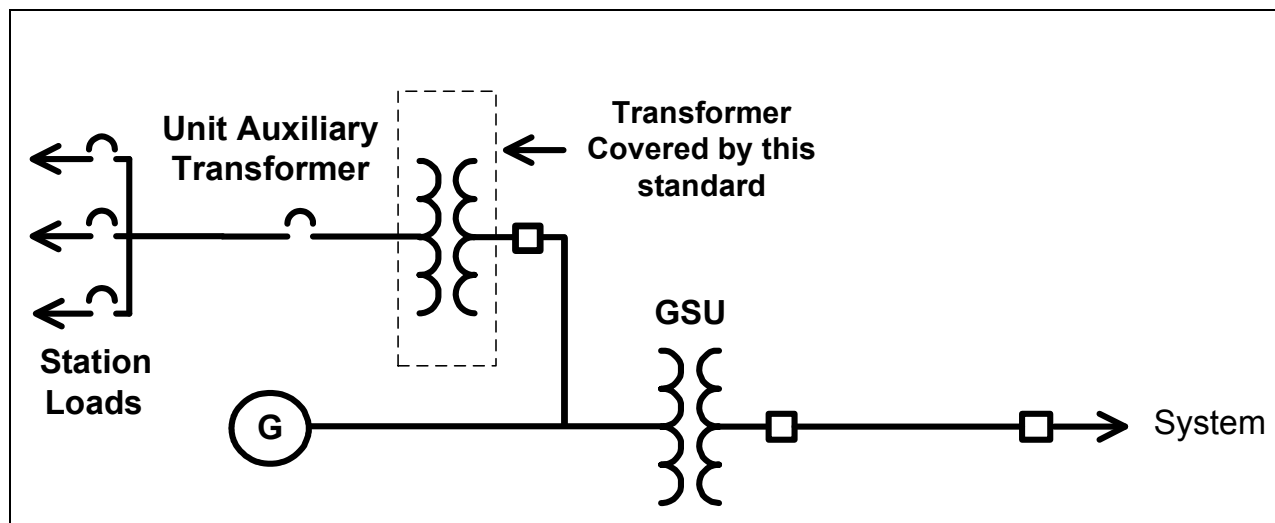 Unit Auxiliary
Transformer
Transformer
Covered by this
standard
GSU
Station
Loads
G
System